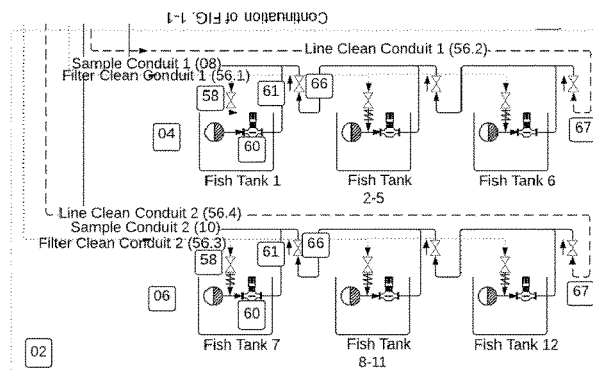 Continuation of FIG. 1-1
Line Clean Conduit 1 (56.2)
Sample Conduit 1 (08)
Filter Clean Conduit 1 (56.1)
58
61
66
04
60
67
Fish Tank 1
Fish Tank
2-5
Fish Tank 6
Line Clean Conduit 2 (56.4)
Sample Conduit 2 (10)
Filter Clean Conduit 2 (56.3)
58
61
66
06
60
67
Fish Tank 7
Fish Tank
8-11
Fish Tank 12
02